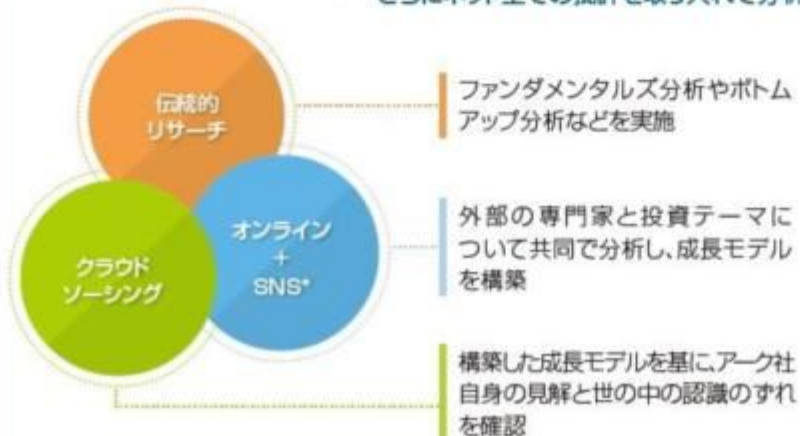 伝統的
リサーチ
ファンダメンタルズ分析やボトム
アップ分析などを実施
オンライン
+
SNS*
外部の専門家と投資テーマに
ついて共同で分析し、成長モデル
を構築
クラウド
ソーシング
構築した成長モデルを基に、アーク社
自身の見解と世の中の認識のずれ
を確認